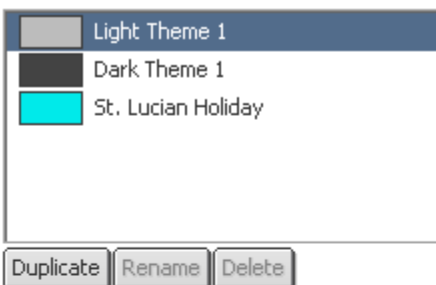 Light Theme 1
Dark Theme 1
St. Lucian Holiday
Duplicate Rename Delete